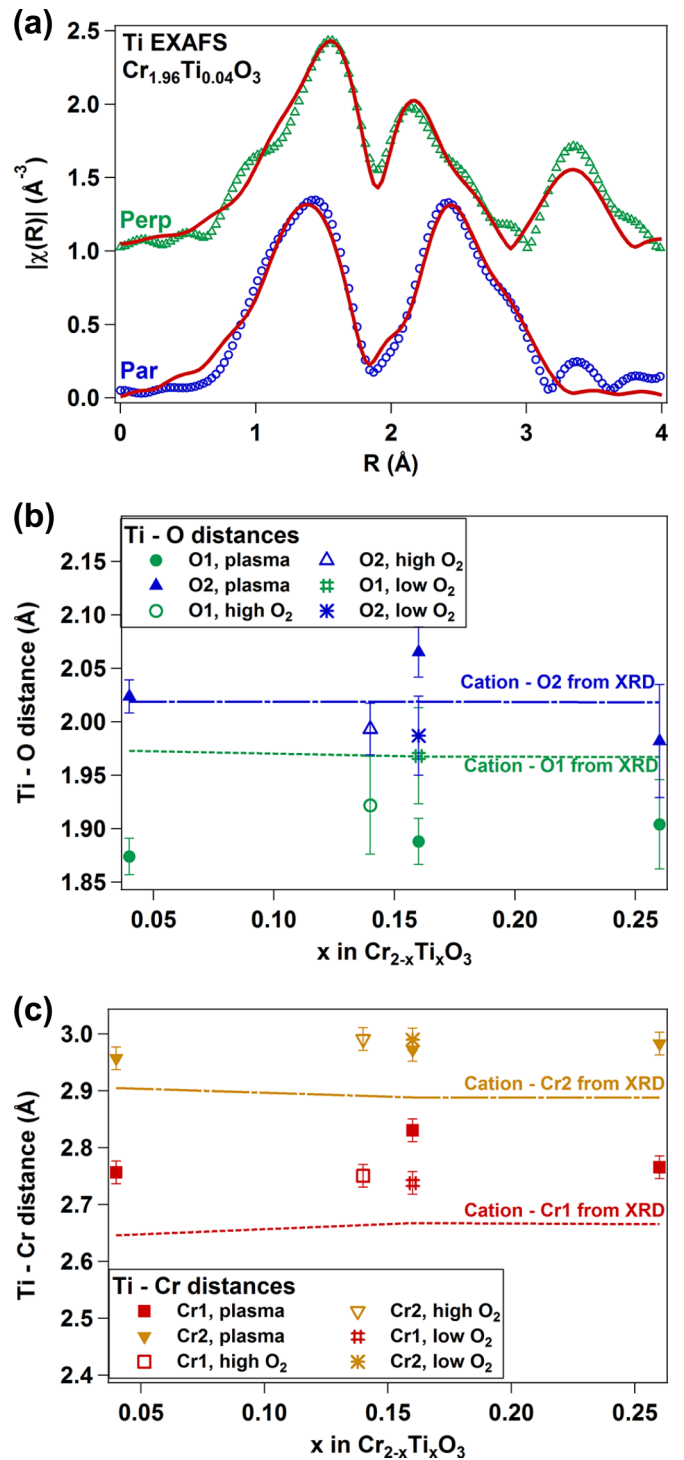 (a)
Ti EXAFS
Cr1.96Ti0.04O3
Perp
Par
|χ(R)| (Å-3)
2.5
2.0
1.5
1.0
0.5
0.0
0 1 2 3 4
R (Å)
(b)
Ti - O distances
O1, plasma
O2, plasma
O1, high O2
O2, high O2
O1, low O2
O2, low O2
Cation - O2 from XRD
Cation - O1 from XRD
Ti - O distance (Å)
2.15
2.10
2.05
2.00
1.95
1.90
1.85
0.05 0.10 0.15 0.20 0.25
x in Cr2-xTixO3
(c)
Cation - Cr2 from XRD
Cation - Cr1 from XRD
Ti - Cr distances
Cr1, plasma
Cr2, plasma
Cr1, high O2
Cr2, high O2
Cr1, low O2
Cr2, low O2
Ti - Cr distance (Å)
3.0
2.9
2.8
2.7
2.6
2.5
2.4
0.05 0.10 0.15 0.20 0.25
x in Cr2-xTixO3